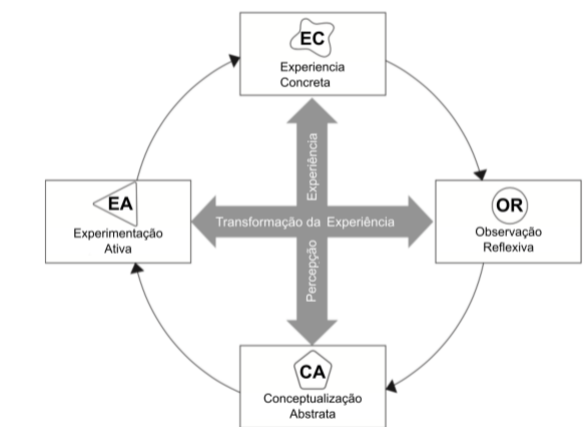 EC
Experiencia
Concreta
EA
Experimentação
Ativa
Transformação da Experiência
Percepção Experiência
OR
Observação
Reflexiva
CA
Conceptualização
Abstrata